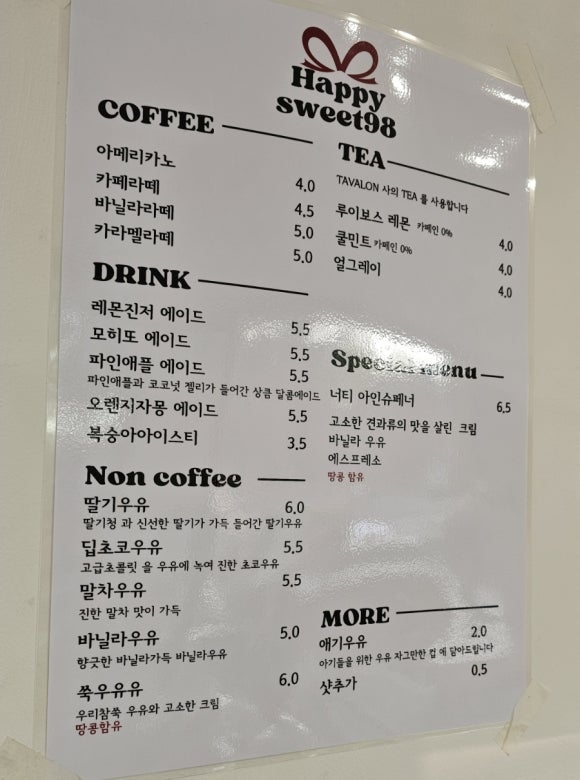 Happy
sweet98
COFFEE
아메리카노 4.0
카페라떼 4.5
바닐라라떼 5.0
카라멜라떼 5.0
DRINK
레몬진저 에이드 5.5
모히또 에이드 5.5
파인애플 에이드 5.5
파인애플과 코코넛 젤리가 들어간 상큼 달콤에이드
오랜지자몽 에이드 5.5
복숭아아이스티 3.5
Non coffee
딸기우유 6.0
딸기청 과 신선한 딸기가 가득 들어간 딸기우유
딥초코우유 5.5
고급초콜릿 을 우유에 녹여 진한 초코우유
말차우유 5.5
진한 말차 맛이 가득
바닐라우유 5.0
향긋한 바닐라가득 바닐라우유
쑥우유유 6.0
우리참쑥 우유와 고소한 크림
땅콩함유
TEA
TAVALON 사의 TEA 를 사용합니다
루이보스 레몬 카페인 0% 4.0
쿨민트 카페인 0% 4.0
얼그레이 4.0
Special menu
너티 아인슈페너 6.5
고소한 견과류의 맛을 살린 크림
바닐라 우유
에스프레소
땅콩 함유
MORE
애기우유 2.0
아기들을 위한 우유 자그만한 컵 에 담아드립니다
샷추가 0.5